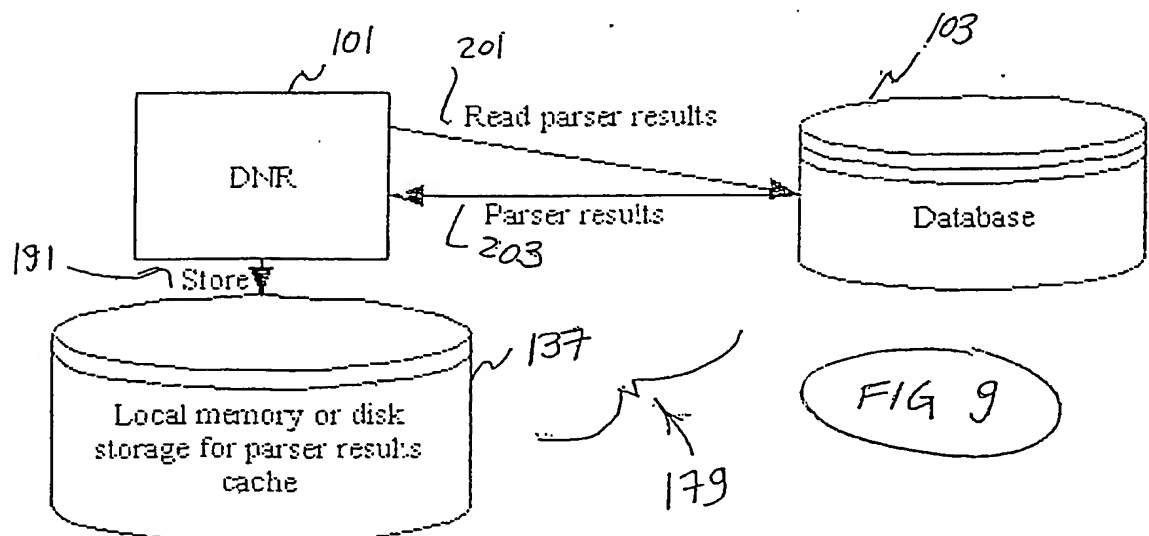 101
201
103
Read parser results
DNR
Parser results
203
Database
191
Store
137
Local memory or disk
storage for parser results
cache
FIG 9
179